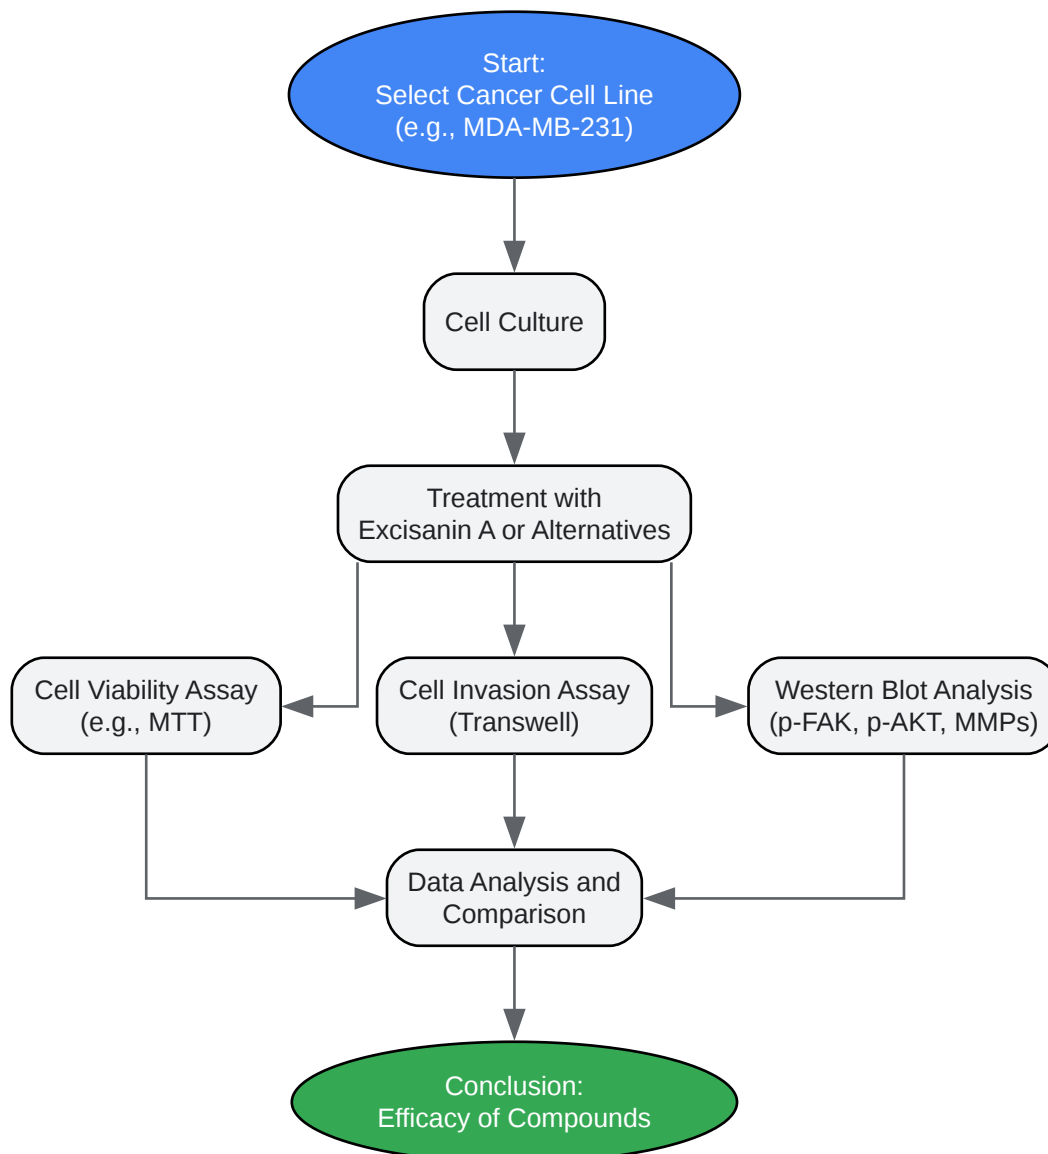 Start:
Select Cancer Cell Line
(e.g., MDA-MB-231)
Cell Culture
Treatment with
Excisanin A or Alternatives
Cell Viability Assay
(e.g., MTT)
Cell Invasion Assay
(Transwell)
Western Blot Analysis
(p-FAK, p-AKT, MMPs)
Data Analysis and
Comparison
Conclusion:
Efficacy of Compounds